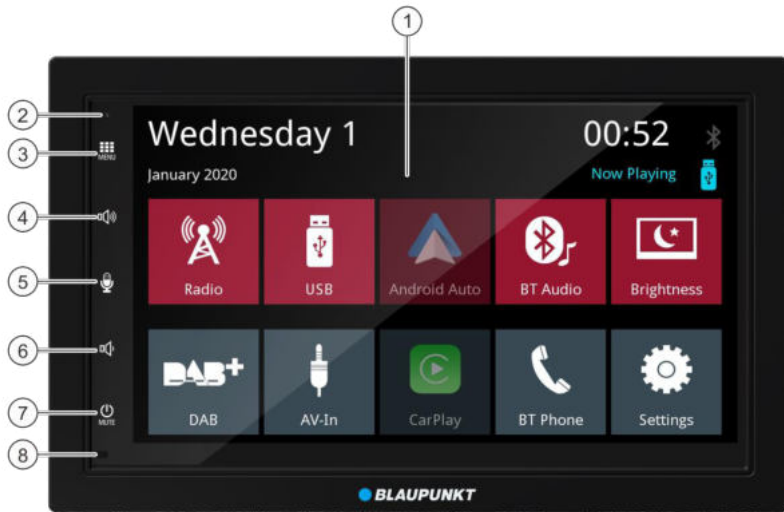 1
2
Wednesday 1
00:52
3
MENU
January 2020
Now Playing
4
5
Radio
USB
Android Auto
BT Audio
Brightness
6
7
MUTE
DAB+
DAB
AV-In
CarPlay
BT Phone
Settings
8
BLAUPUNKT